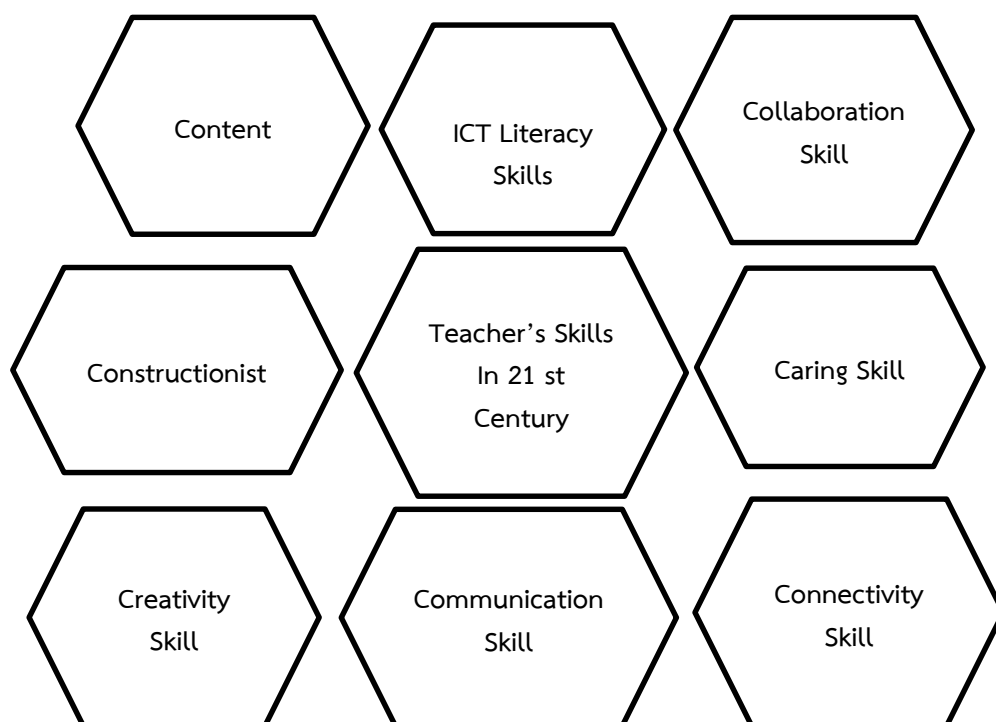 Content
ICT Literacy
Skills
Collaboration
Skill
Constructionist
Teacher’s Skills
In 21 st
Century
Caring Skill
Creativity
Skill
Communication
Skill
Connectivity
Skill